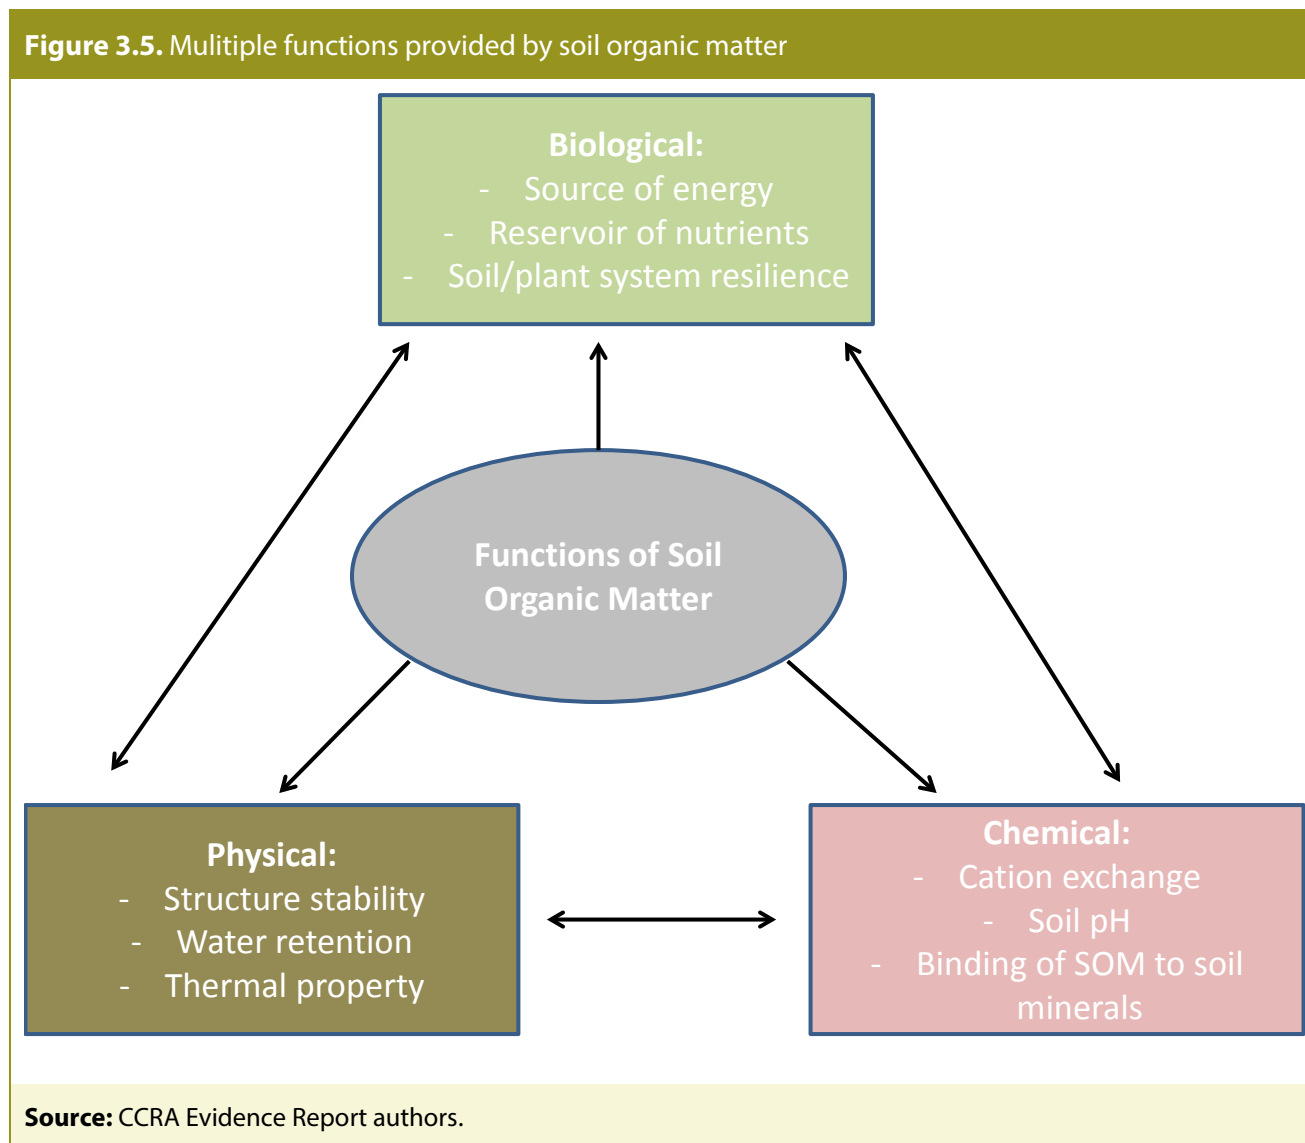 Figure 3.5. Mulitiple functions provided by soil organic matter
Biological:
- Source of energy
- Reservoir of nutrients
- Soil/plant system resilience
Functions of Soil
Organic Matter
Physical:
- Structure stability
- Water retention
- Thermal property
Chemical:
- Cation exchange
- Soil pH
- Binding of SOM to soil
minerals
Source: CCRA Evidence Report authors.